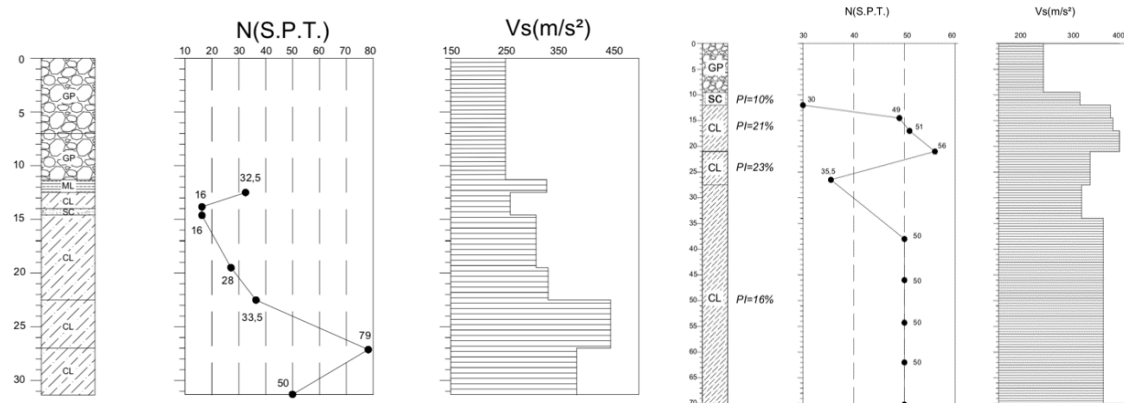 N(S.P.T.)
Vs(m/s²)
10 20 30 40 50 60 70 80
150 250 350 450 500
0
5
10
15
20
25
30
GP
GP
ML
CL
SC
CL
CL
CL
32,5
16
16
28
33,5
79
50
N(S.P.T.)
Vs(m/s²)
30 40 50 60
200 300 400
0
5
10
15
20
25
30
35
40
45
50
55
60
65
70
GP
SC
CL
CL
CL
PI=10%
PI=21%
PI=23%
PI=16%
30
49
51
56
35,5
50
50
50
50